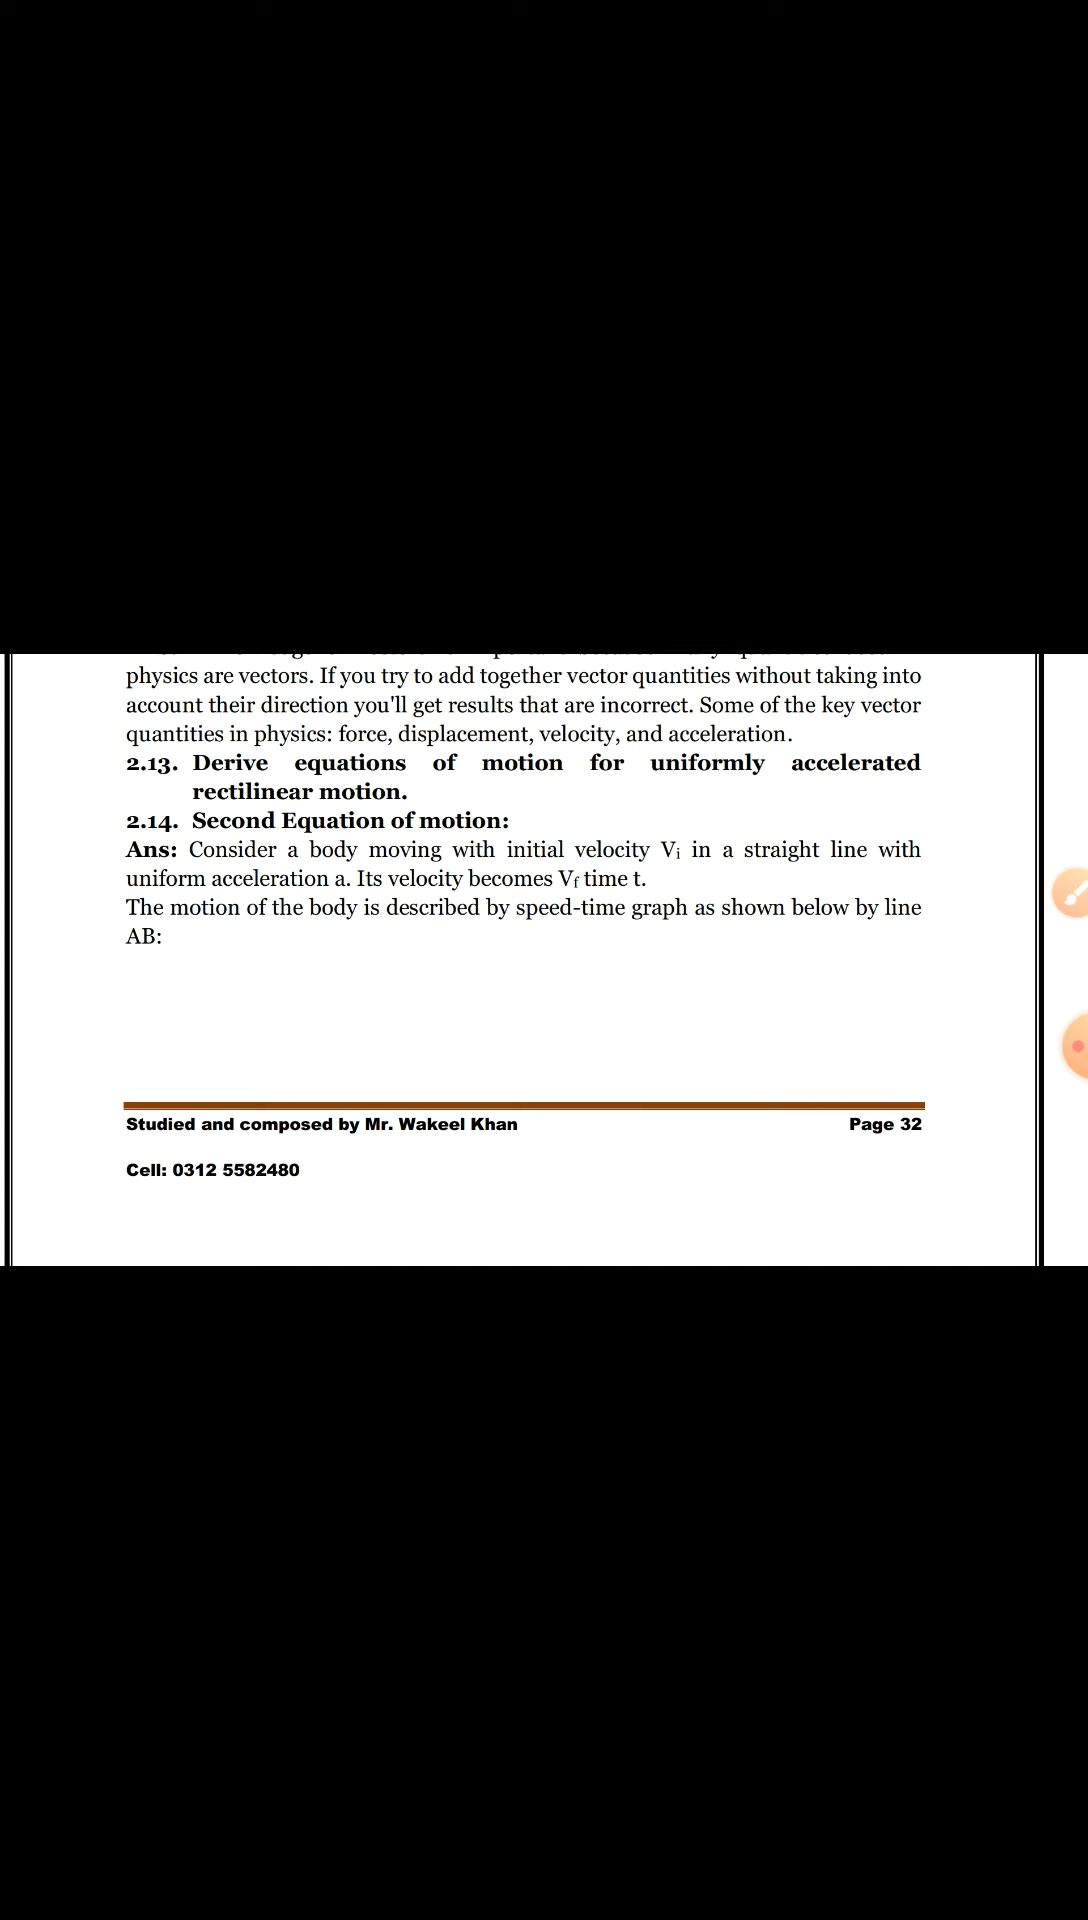 physics are vectors. If you try to add together vector quantities without taking into
account their direction you'll get results that are incorrect. Some of the key vector
quantities in physics: force, displacement, velocity, and acceleration.
2.13. Derive equations of motion for uniformly accelerated
rectilinear motion.
2.14. Second Equation of motion:
Ans: Consider a body moving with initial velocity Vi in a straight line with
uniform acceleration a. Its velocity becomes Vf time t.
The motion of the body is described by speed-time graph as shown below by line
AB:
Studied and composed by Mr. Wakeel Khan Page 32
Cell: 0312 5582480